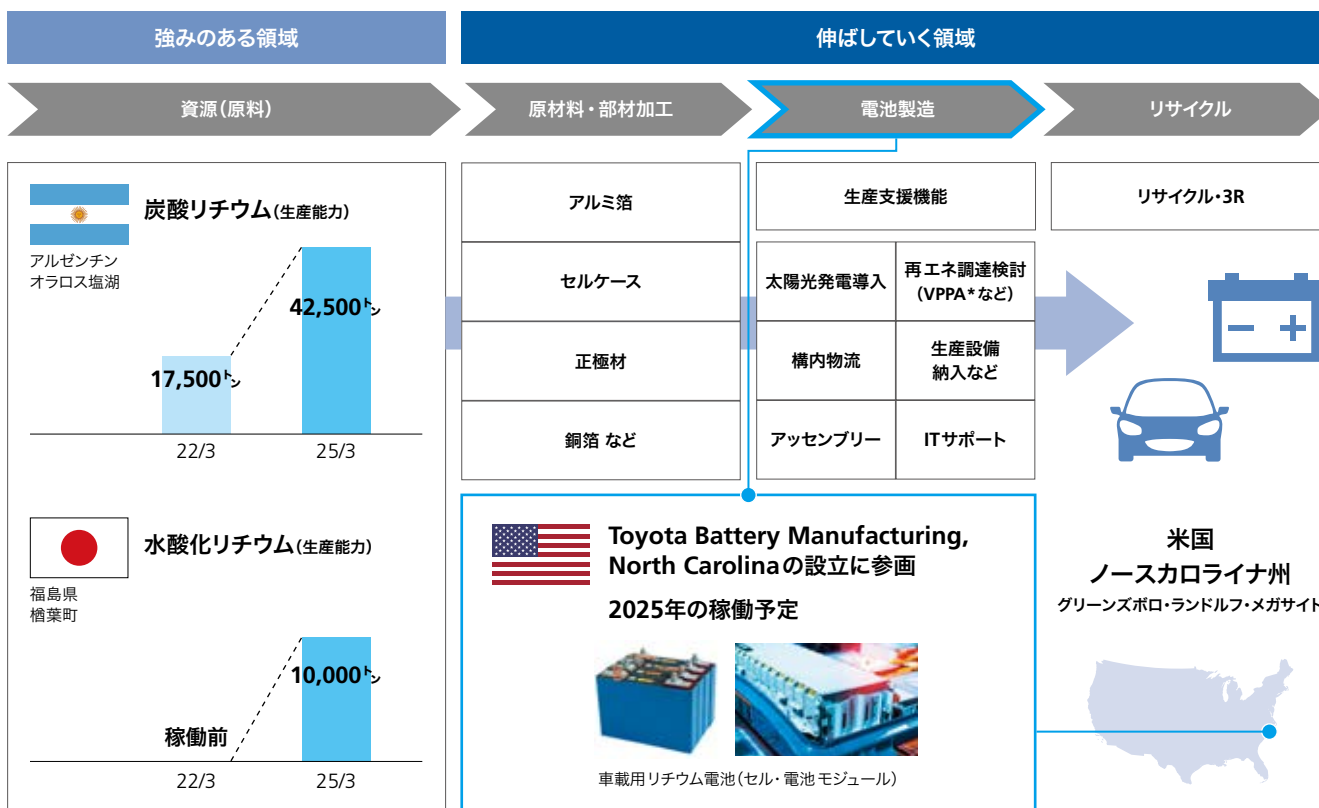 強みのある領域
伸ばしていく領域
資源(原料)
原材料・部材加工
電池製造
リサイクル
炭酸リチウム(生産能力)
アルゼンチン
オラロス塩湖
17,500トン
42,500トン
22/3
25/3
水酸化リチウム(生産能力)
福島県
楢葉町
稼働前
10,000トン
22/3
25/3
アルミ箔
セルケース
正極材
銅箔 など
生産支援機能
太陽光発電導入
再エネ調達検討
(VPPA*など)
構内物流
生産設備
納入など
アッセンブリー
ITサポート
リサイクル・3R
Toyota Battery Manufacturing,
North Carolinaの設立に参画
2025年の稼働予定
車載用リチウム電池(セル・電池モジュール)
米国
ノースカロライナ州
グリーンズボロ・ランドルフ・メガサイト